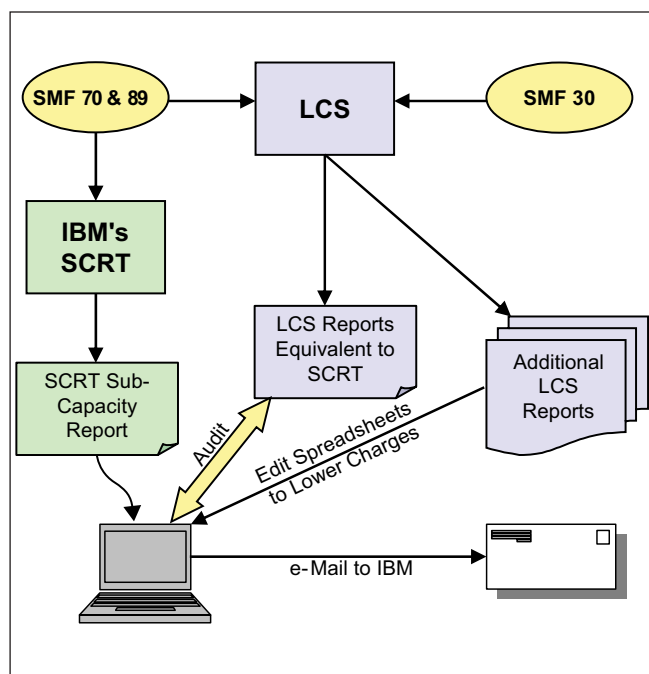 SMF 70 & 89
LCS
SMF 30
IBM's
SCRT
LCS Reports
Equivalent to
SCRT
Additional
LCS
Reports
SCRT Sub-
Capacity
Report
Audit
Edit Spreadsheets
to Lower Charges
e-Mail to IBM